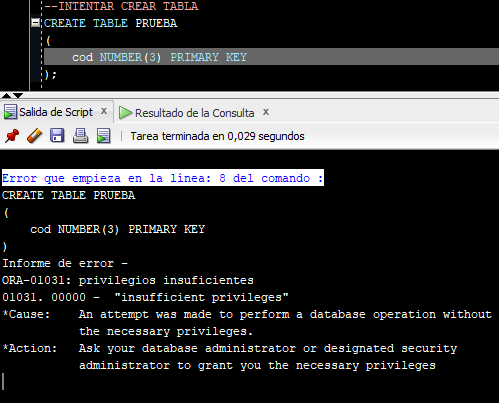 --INTENTAR CREAR TABLA
CREATE TABLE PRUEBA
(
cod NUMBER(3) PRIMARY KEY
);
Salida de Script x Resultado de la Consulta x
Tarea terminada en 0,029 segundos
Error que empieza en la línea: 8 del comando :
CREATE TABLE PRUEBA
(
cod NUMBER(3) PRIMARY KEY
)
Informe de error -
ORA-01031: privilegios insuficientes
01031. 00000 -  "insufficient privileges"
*Cause:    An attempt was made to perform a database operation without
the necessary privileges.
*Action:   Ask your database administrator or designated security
administrator to grant you the necessary privileges